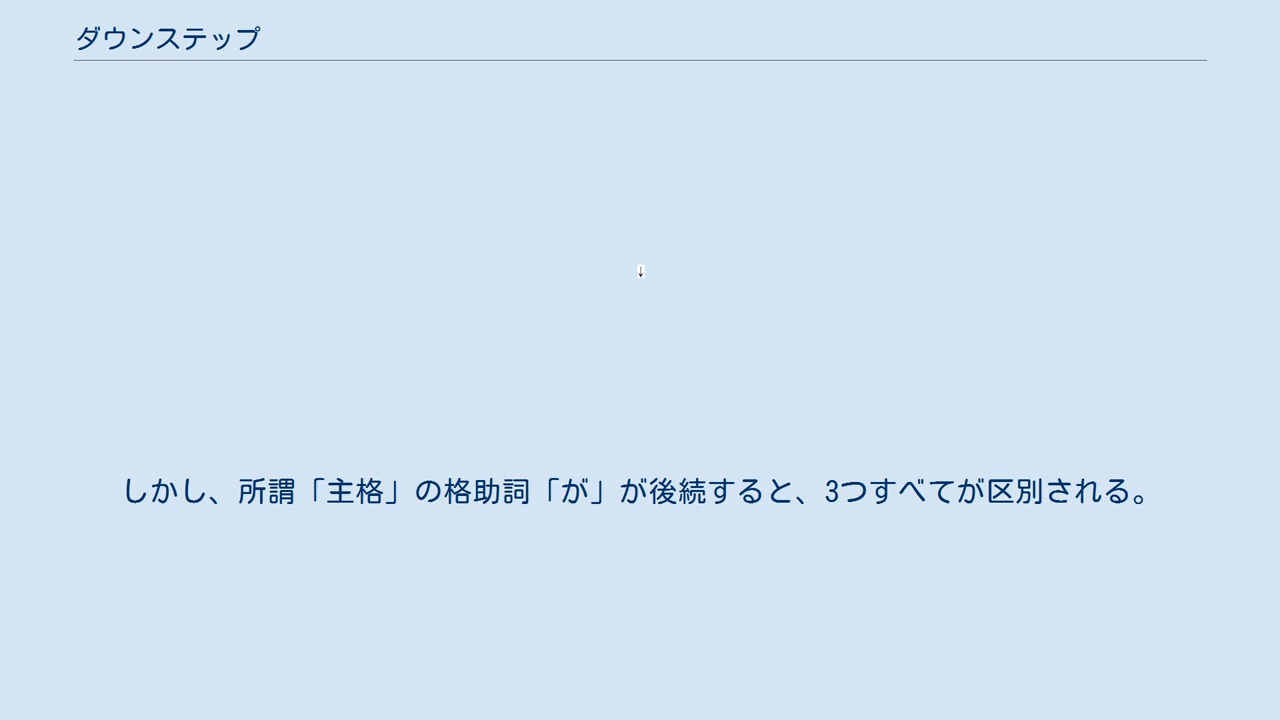 ダウンステップ
↓
しかし、所謂「主格」の格助詞「が」が後続すると、3つすべてが区別される。